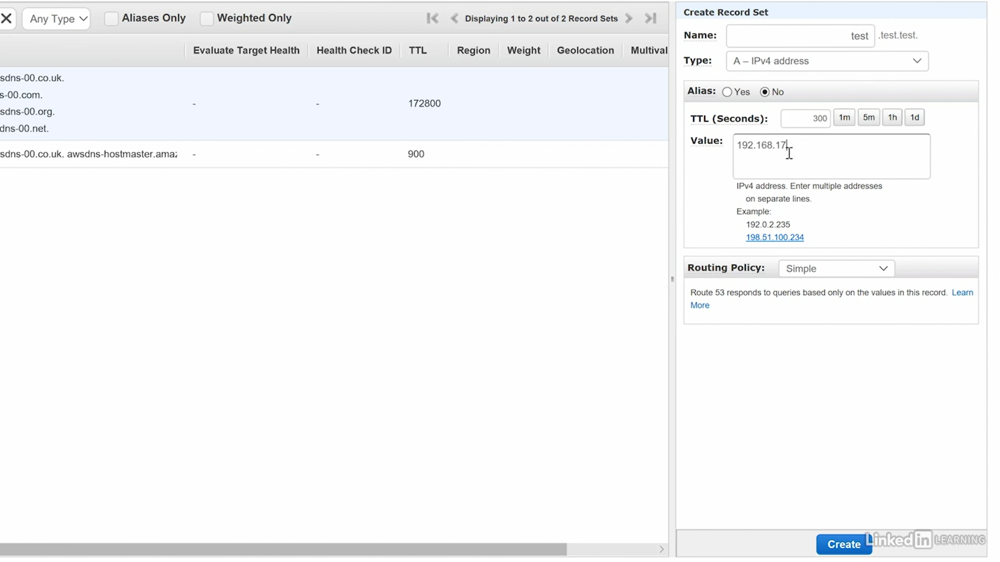 Any Type
Aliases Only
Weighted Only
Displaying 1 to 2 out of 2 Record Sets
Evaluate Target Health
Health Check ID
TTL
Region
Weight
Geolocation
Multival
sdns-00.co.uk.
s-00.com.
sdns-00.org.
dns-00.net.
-
-
172800
sdns-00.co.uk. awsdns-hostmaster.amaz
-
-
900
Create Record Set
Name: test .test.test.
Type: A – IPv4 address
Alias: Yes No
TTL (Seconds): 300 1m 5m 1h 1d
Value: 192.168.17
IPv4 address. Enter multiple addresses
on separate lines.
Example:
192.0.2.235
198.51.100.234
Routing Policy: Simple
Route 53 responds to queries based only on the values in this record. Learn
More
Create
LinkedIn LEARNING